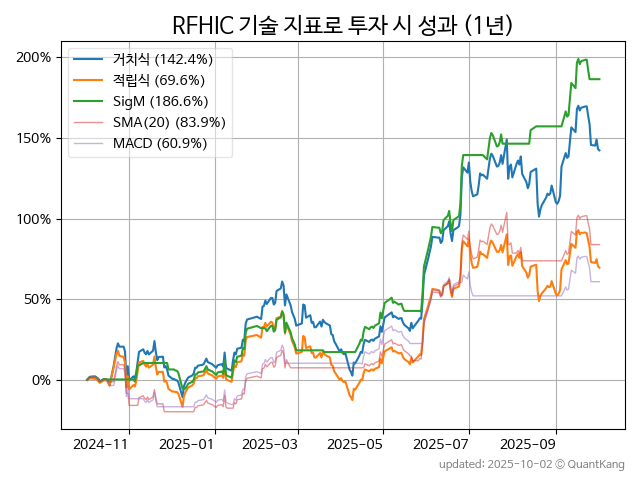 RFHIC 기술 지표로 투자 시 성과 (1년)
거치식 (142.4%)
적립식 (69.6%)
SigM (186.6%)
SMA(20) (83.9%)
MACD (60.9%)
200%
150%
100%
50%
0%
2024-11 2025-01 2025-03 2025-05 2025-07 2025-09
updated: 2025-10-02 © QuantKang